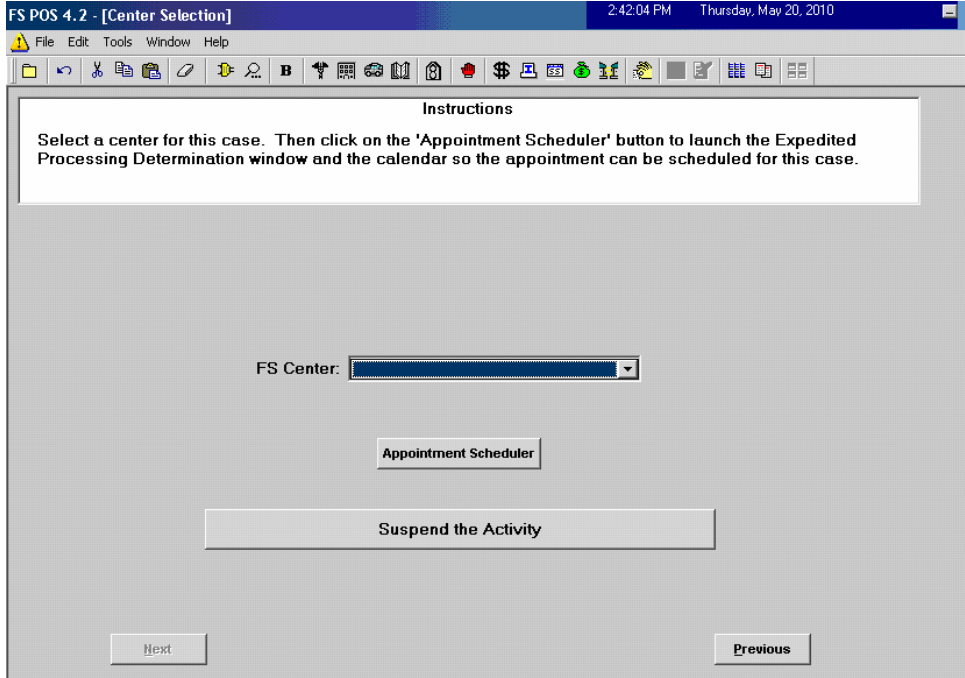 FS POS 4.2 - [Center Selection]
2:42:04 PM Thursday, May 20, 2010
File Edit Tools Window Help
B $
Instructions
Select a center for this case. Then click on the 'Appointment Scheduler' button to launch the Expedited
Processing Determination window and the calendar so the appointment can be scheduled for this case.
FS Center:
Appointment Scheduler
Suspend the Activity
Next
Previous